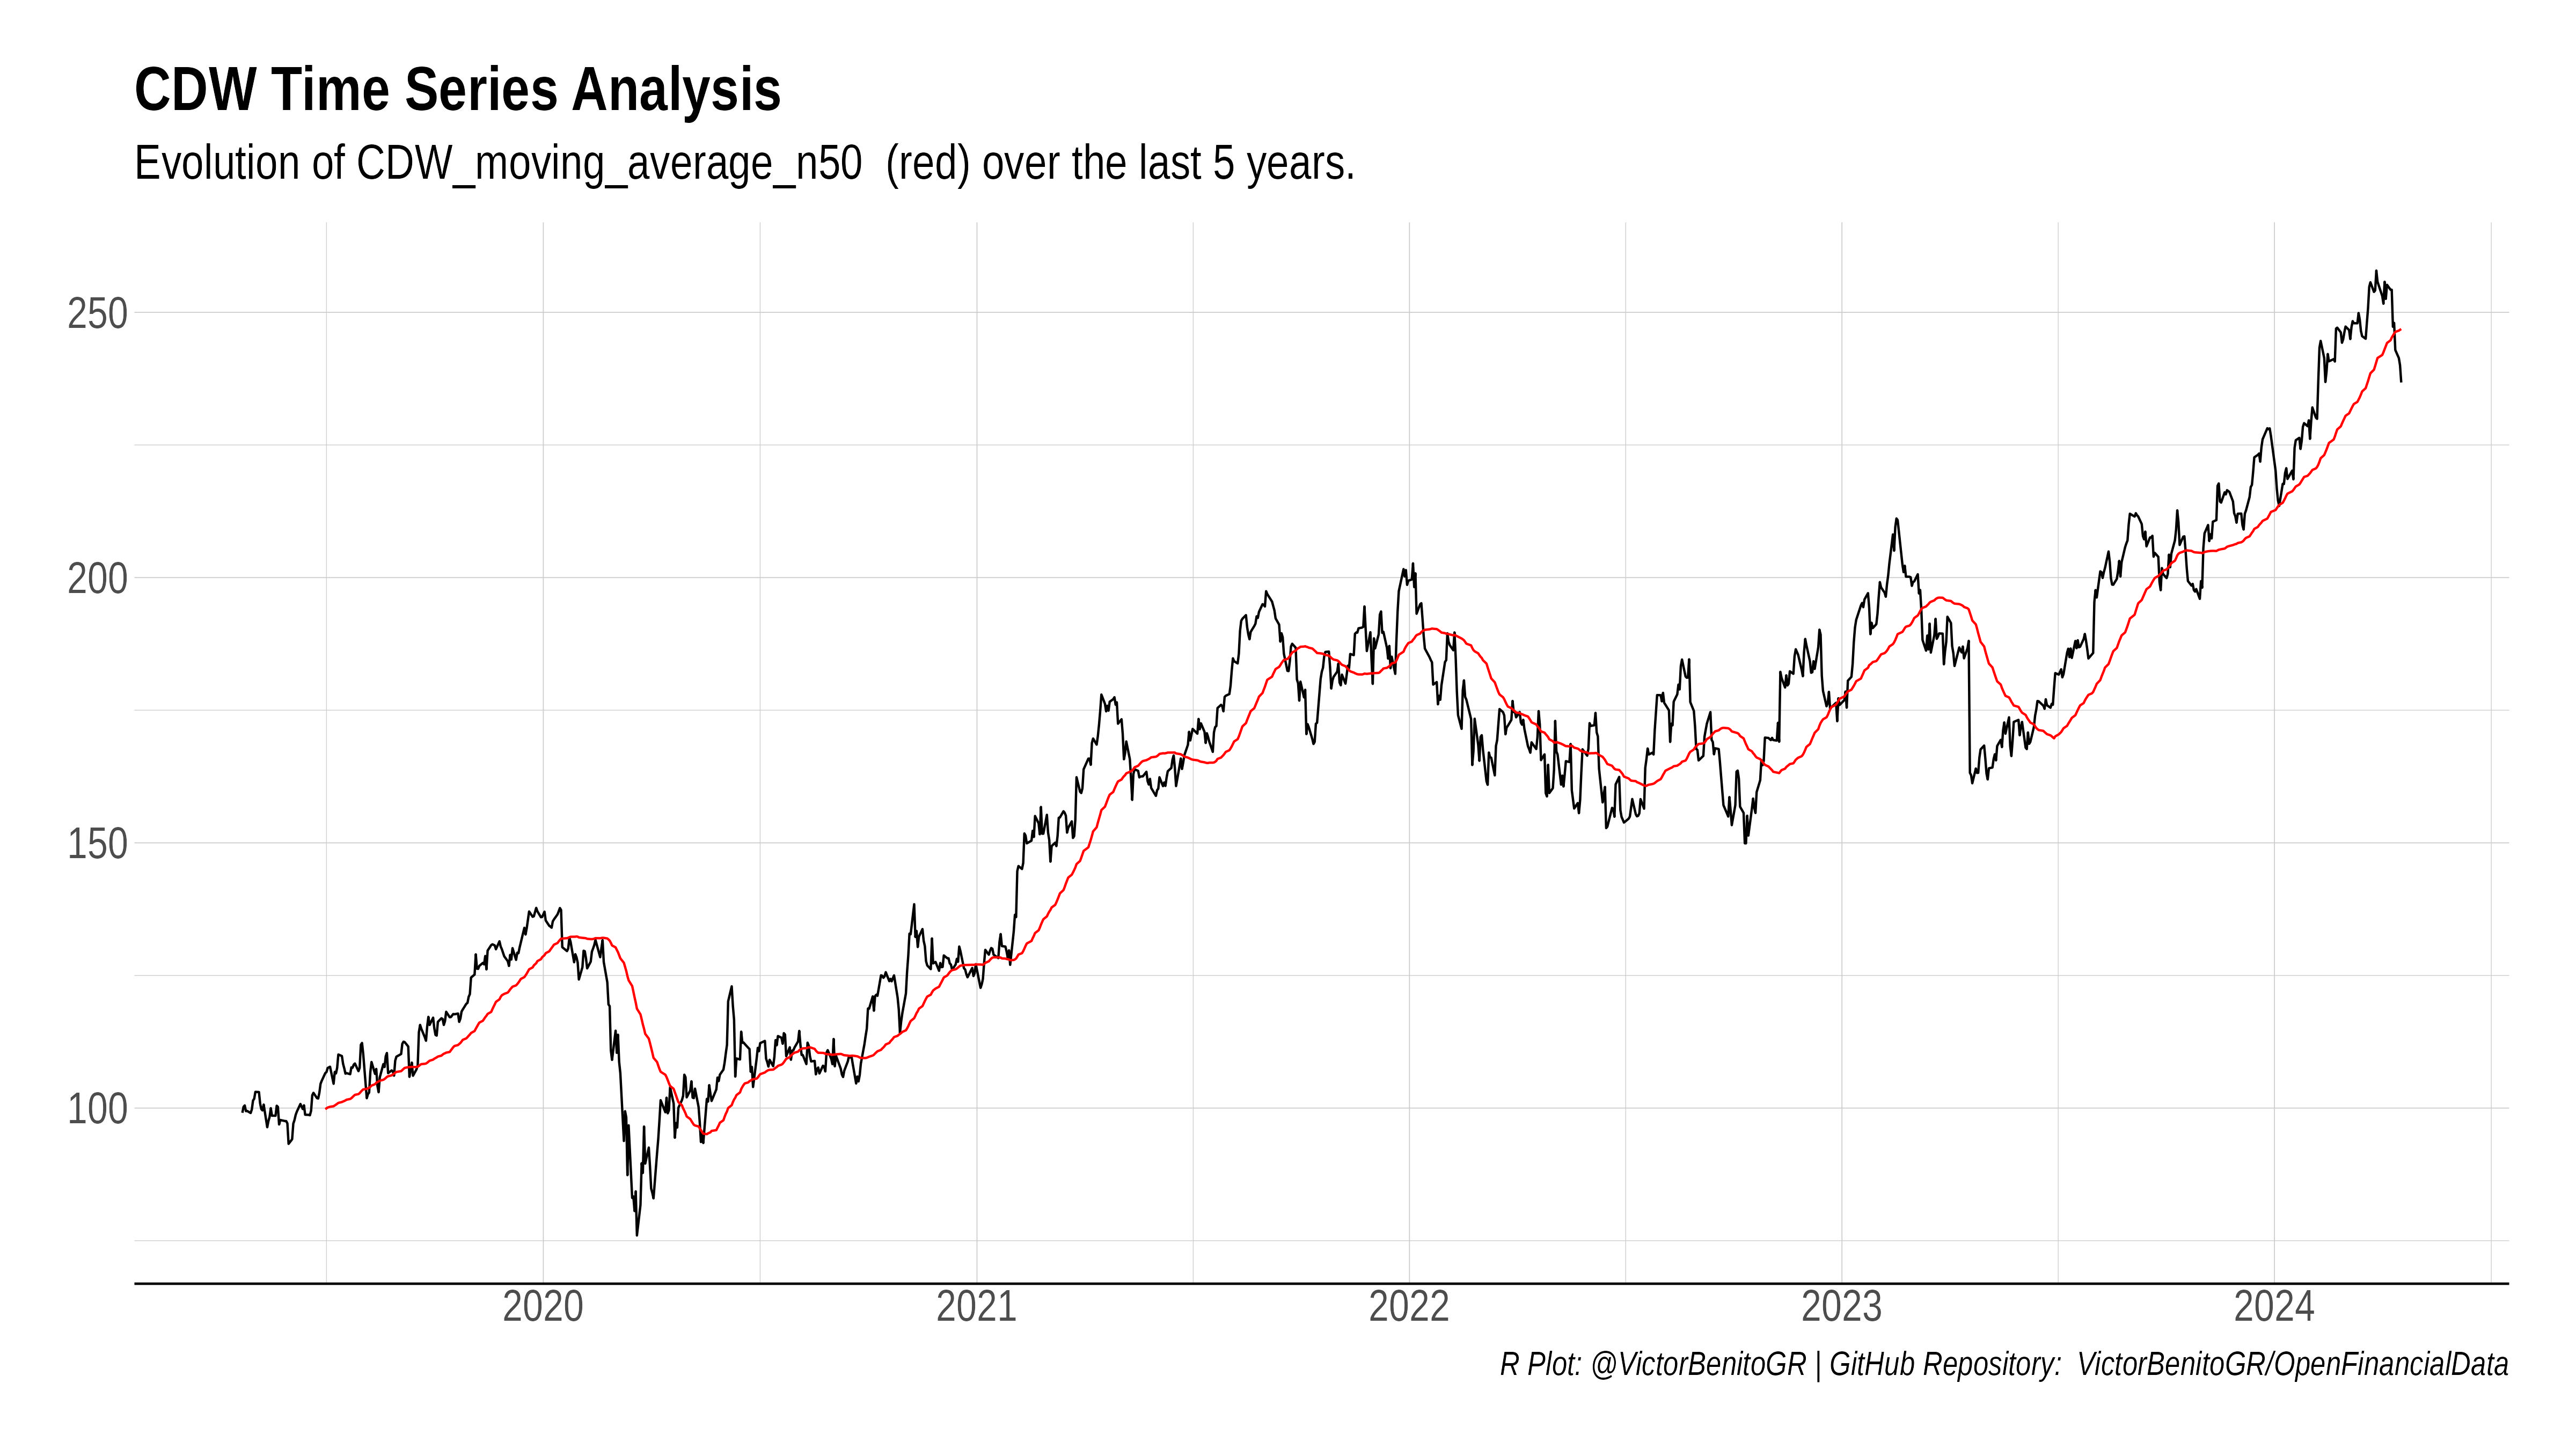 CDW Time Series Analysis
Evolution of CDW_moving_average_n50  (red) over the last 5 years.
250
200
150
100
2020 2021 2022 2023 2024
R Plot: @VictorBenitoGR | GitHub Repository:  VictorBenitoGR/OpenFinancialData